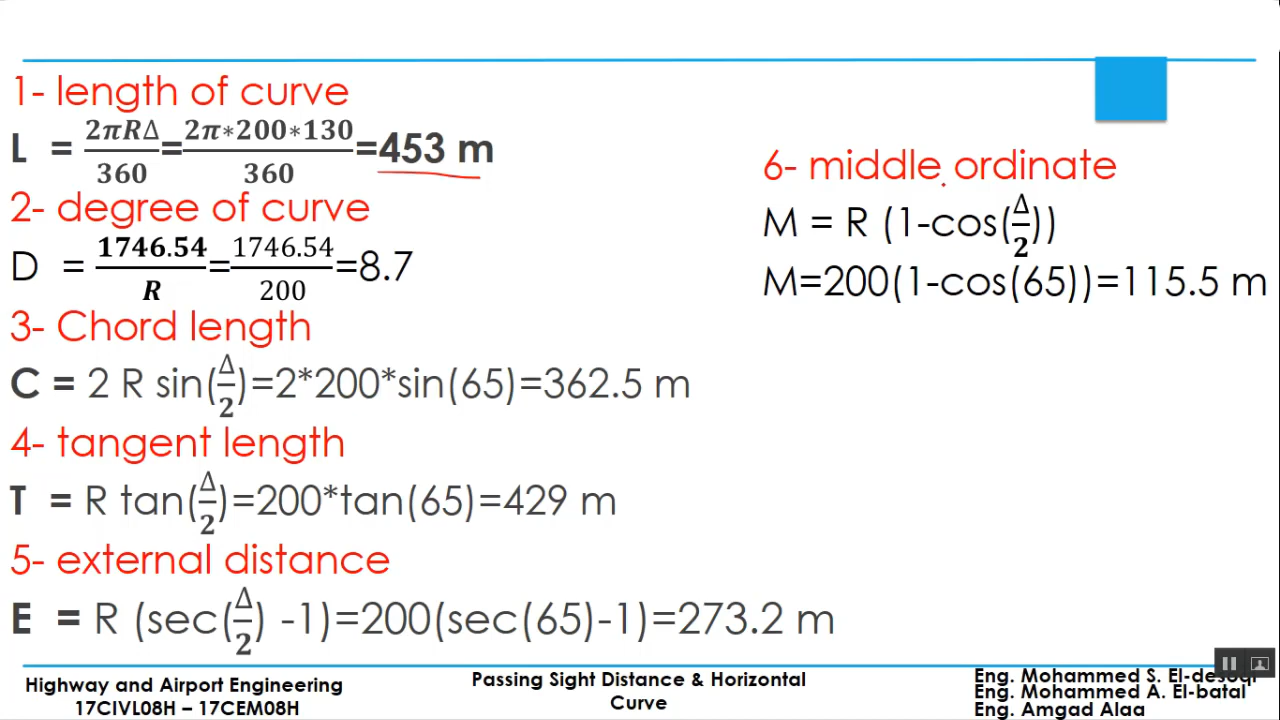 1- length of curve
L = 2πRΔ/360=2π*200*130/360=453 m
2- degree of curve
D = 1746.54/R=1746.54/200=8.7
3- Chord length
C = 2 R sin(Δ/2)=2*200*sin(65)=362.5 m
4- tangent length
T = R tan(Δ/2)=200*tan(65)=429 m
5- external distance
E = R (sec(Δ/2) -1)=200(sec(65)-1)=273.2 m
6- middle ordinate
M = R (1-cos(Δ/2))
M=200(1-cos(65))=115.5 m
Highway and Airport Engineering
17CIVL08H – 17CEM08H
Passing Sight Distance & Horizontal
Curve
Eng. Mohammed S. El-desoqi
Eng. Mohammed A. El-batal
Eng. Amgad Alaa